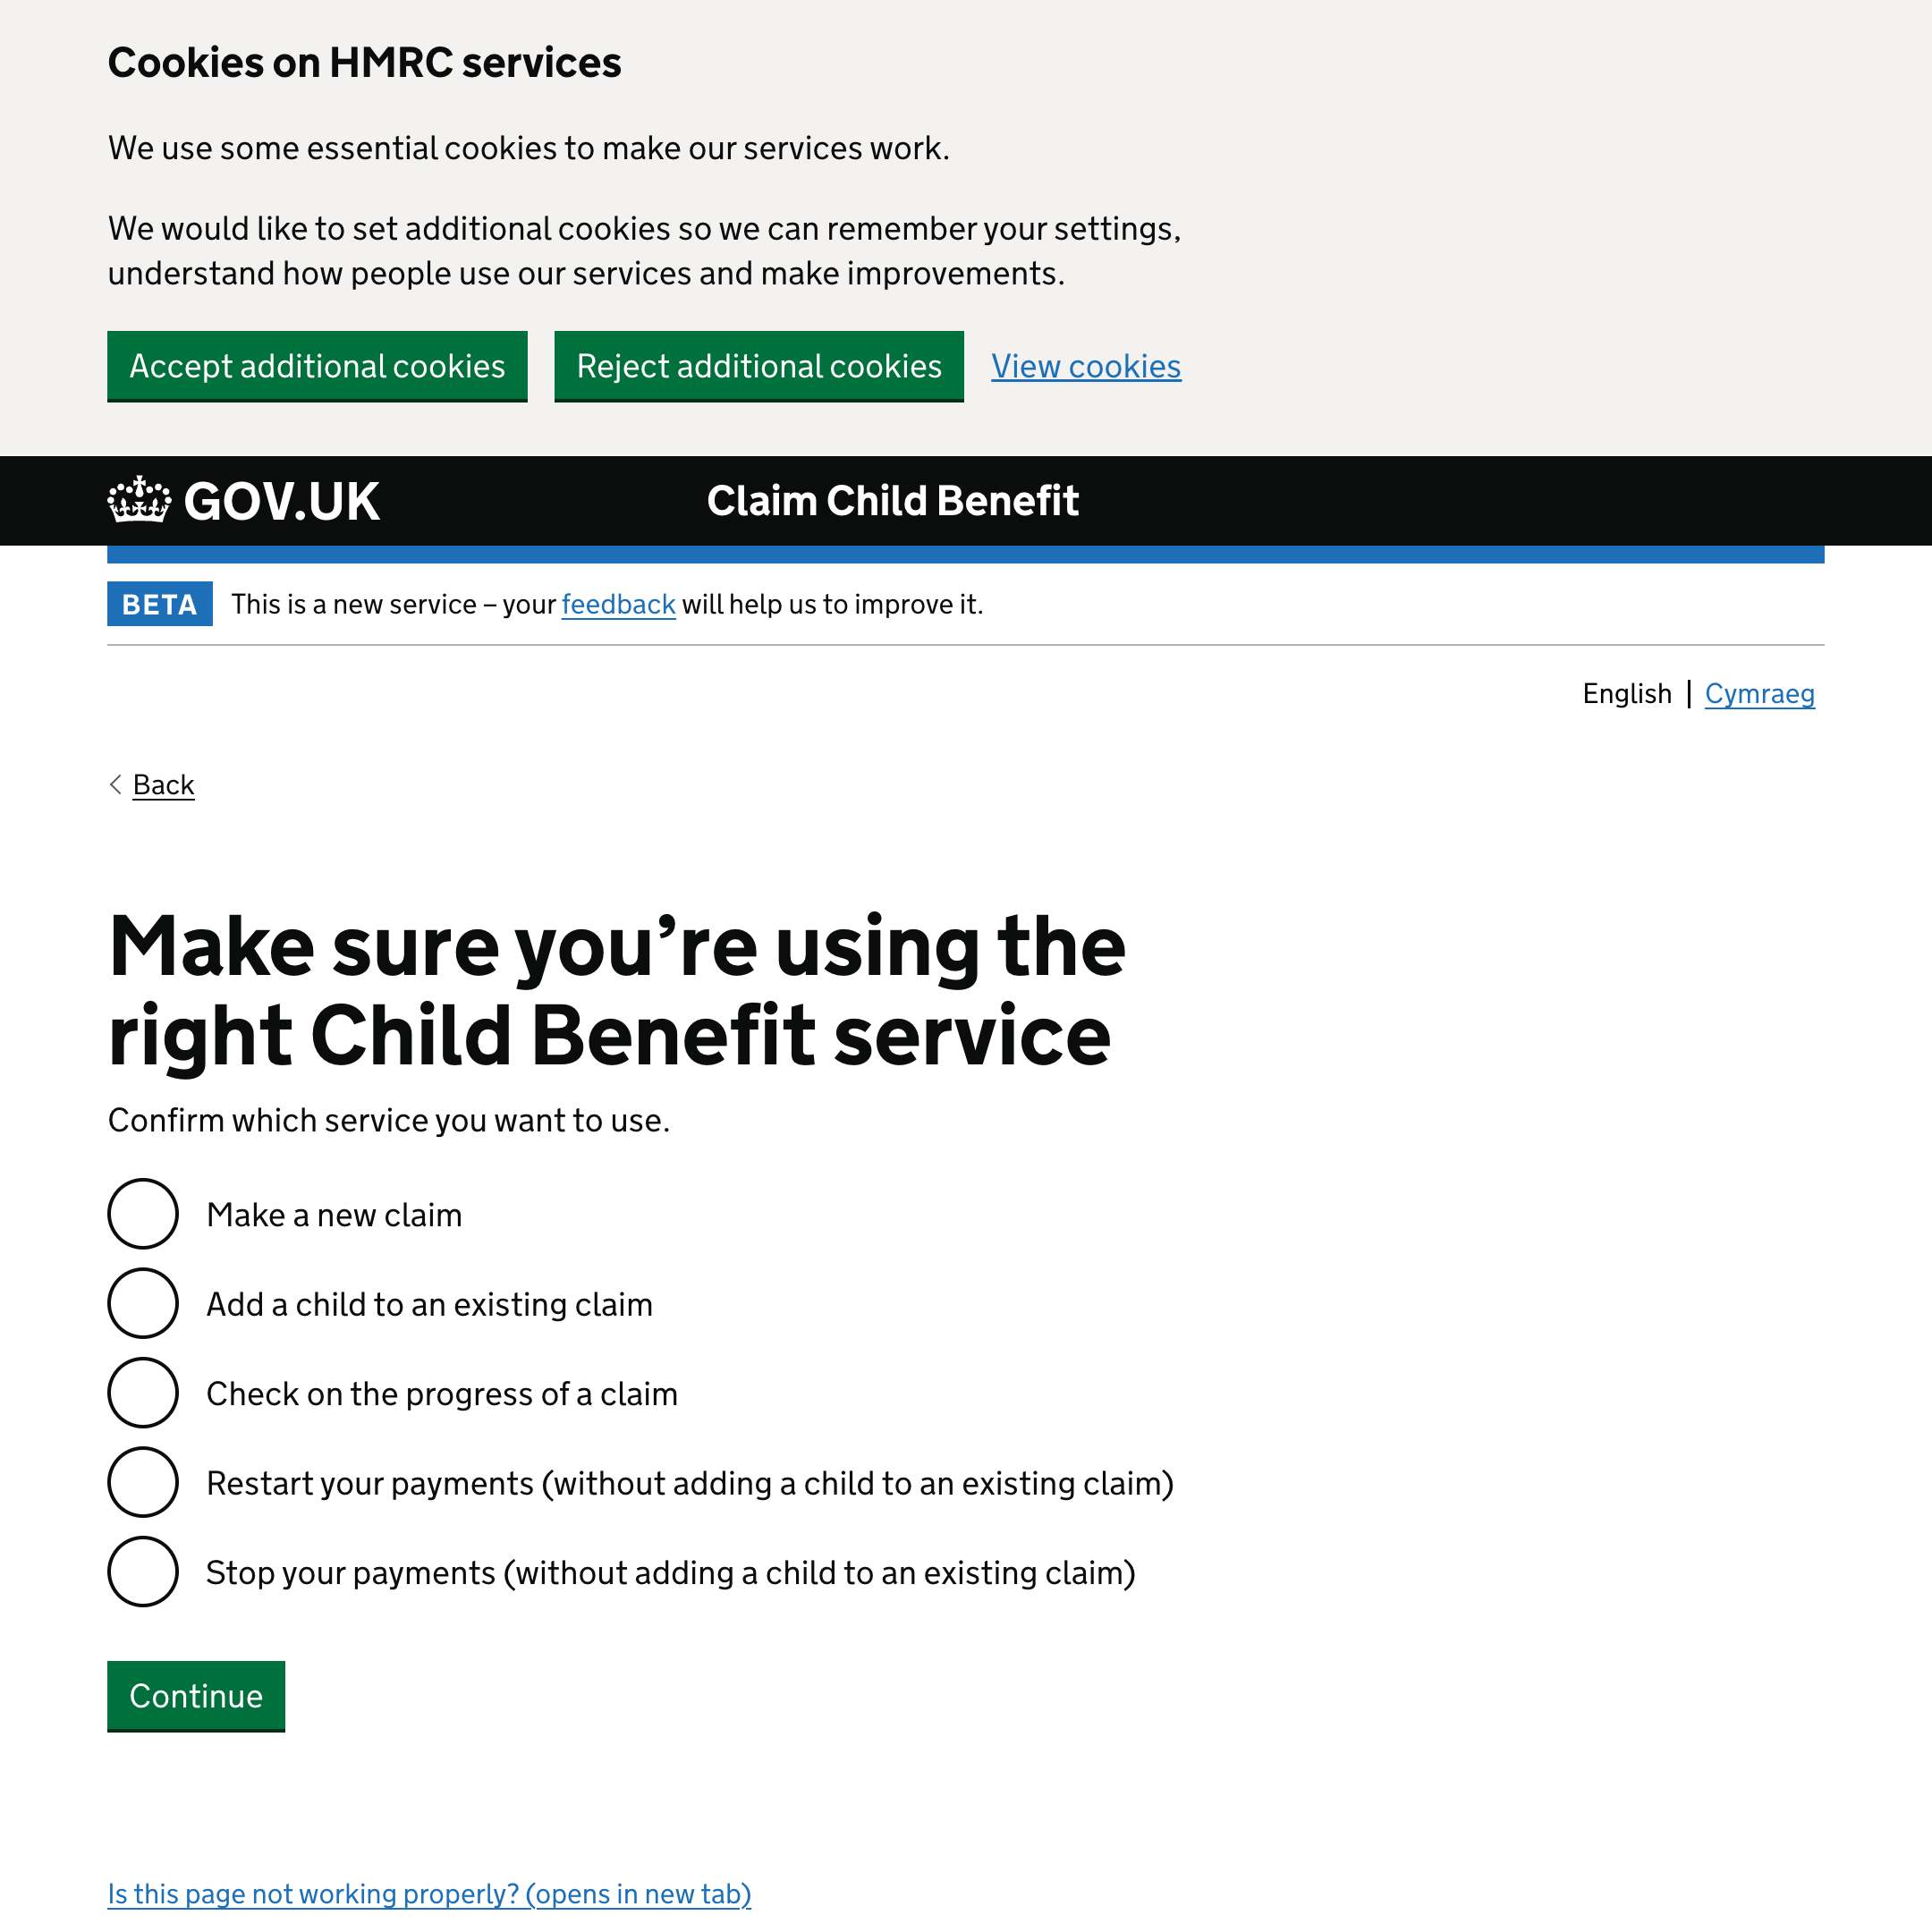 Cookies on HMRC services
We use some essential cookies to make our services work.
We would like to set additional cookies so we can remember your settings,
understand how people use our services and make improvements.
Accept additional cookies
Reject additional cookies
View cookies
GOV.UK
Claim Child Benefit
BETA
This is a new service – your feedback will help us to improve it.
English | Cymraeg
Back
Make sure you’re using the
right Child Benefit service
Confirm which service you want to use.
Make a new claim
Add a child to an existing claim
Check on the progress of a claim
Restart your payments (without adding a child to an existing claim)
Stop your payments (without adding a child to an existing claim)
Continue
Is this page not working properly? (opens in new tab)